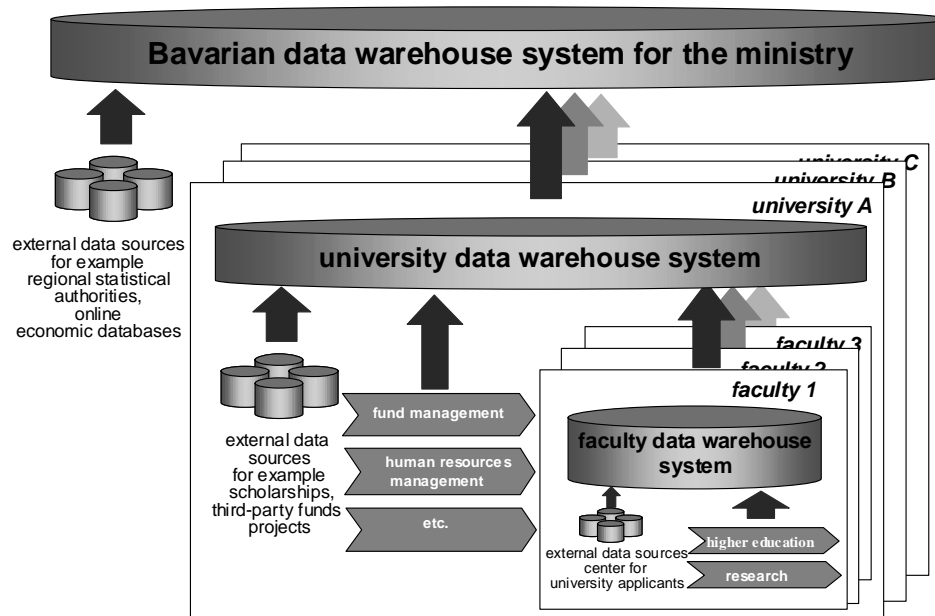 Bavarian data warehouse system for the ministry
university C
university B
university A
external data sources
for example
regional statistical
authorities,
online
economic databases
university data warehouse system
faculty 3
faculty 2
faculty 1
external data
sources
for example
scholarships,
third-party funds
projects
fund management
human resources
management
etc.
faculty data warehouse
system
external data sources
center for
university applicants
higher education
research